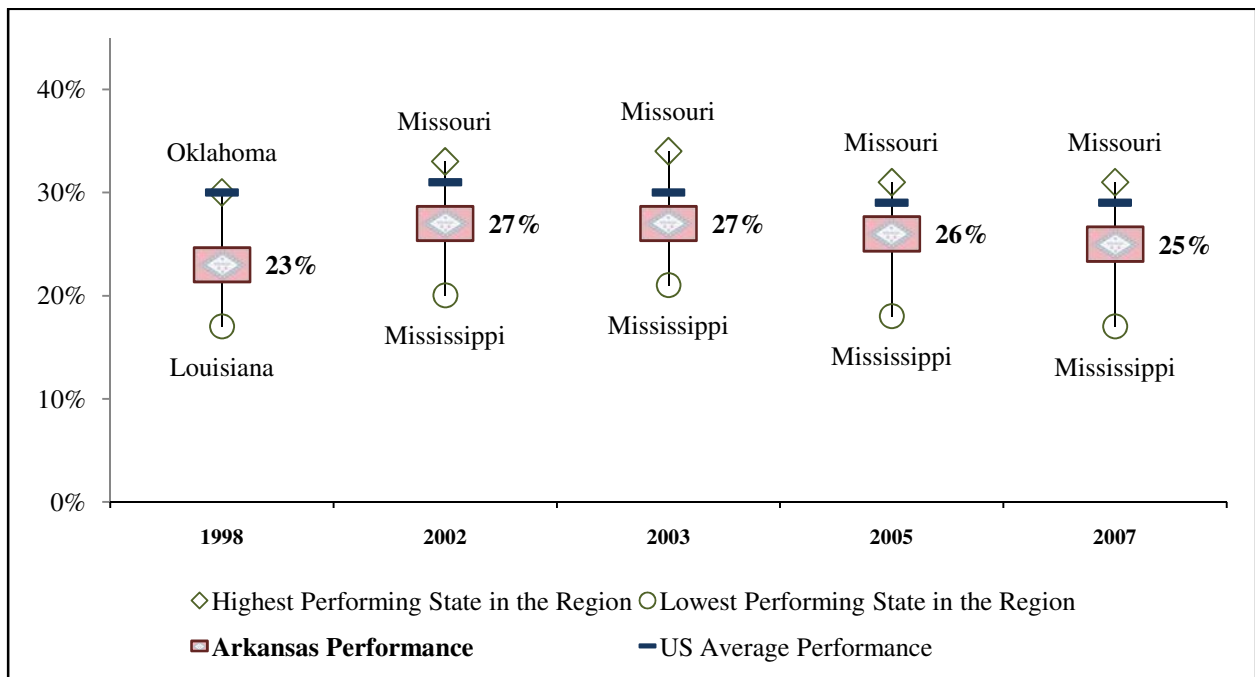 40%
30%
20%
10%
0%
Oklahoma
23%
Louisiana
Missouri
27%
Mississippi
Missouri
27%
Mississippi
Missouri
26%
Mississippi
Missouri
25%
Mississippi
1998 2002 2003 2005 2007
Highest Performing State in the Region Lowest Performing State in the Region
Arkansas Performance US Average Performance